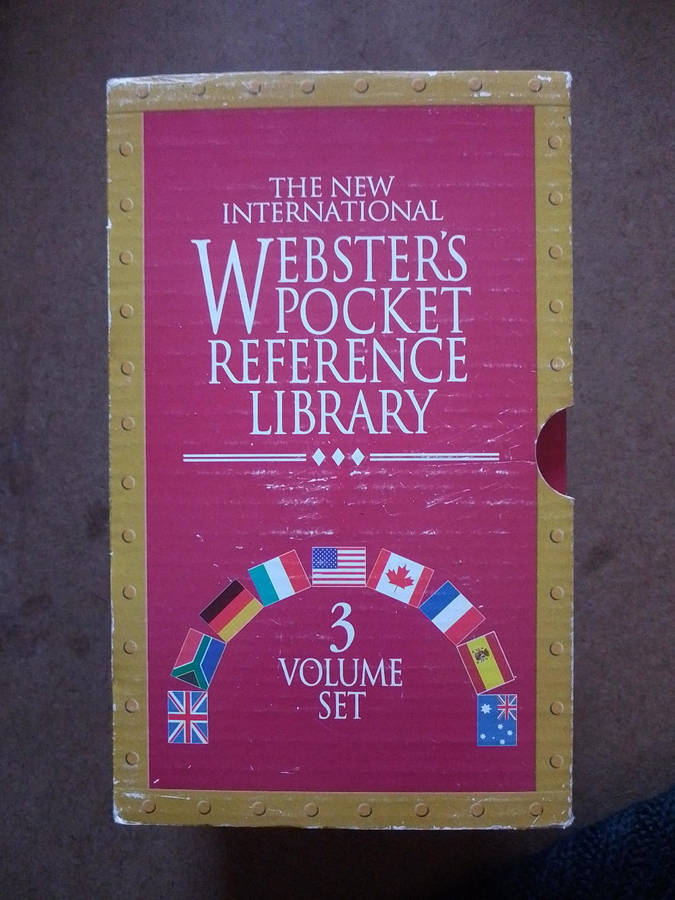 THE NEW
INTERNATIONAL
WEBSTER'S
POCKET
REFERENCE
LIBRARY
3
VOLUME
SET